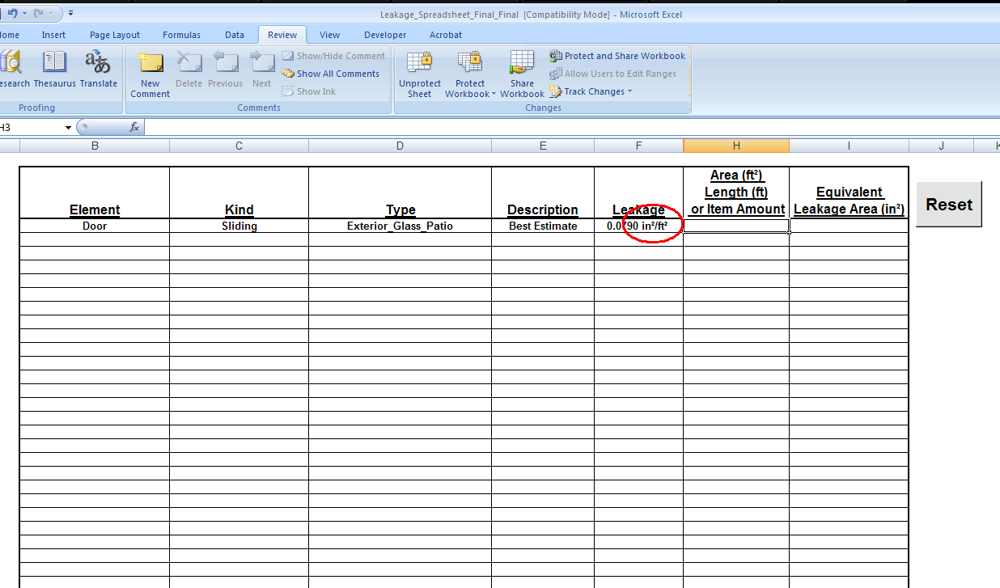 Leakage_Spreadsheet_Final_Final [Compatibility Mode] - Microsoft Excel
ome Insert Page Layout Formulas Data Review View Developer Acrobat
Show/Hide Comment
Show All Comments
Show Ink
Protect and Share Workbook
Allow Users to Edit Ranges
Track Changes
esearch Thesaurus Translate
New Comment
Delete Previous Next
Unprotect Sheet
Protect Workbook
Share Workbook
Proofing Comments Changes
H3 fx
B C D E F H I J K
Area (ft²)
Length (ft) Equivalent
Element Kind Type Description Leakage or Item Amount Leakage Area (in²)
Reset
Door Sliding Exterior_Glass_Patio Best Estimate 0.0790 in²/ft²